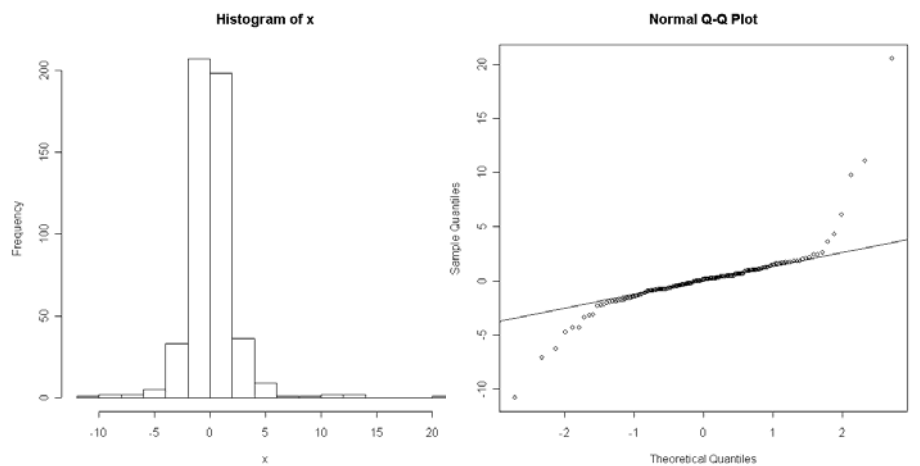 Histogram of x
Frequency
200
150
100
50
0
-10 -5 0 5 10 15 20
x
Normal Q-Q Plot
Sample Quantiles
20
15
10
5
0
-5
-10
-2 -1 0 1 2
Theoretical Quantiles